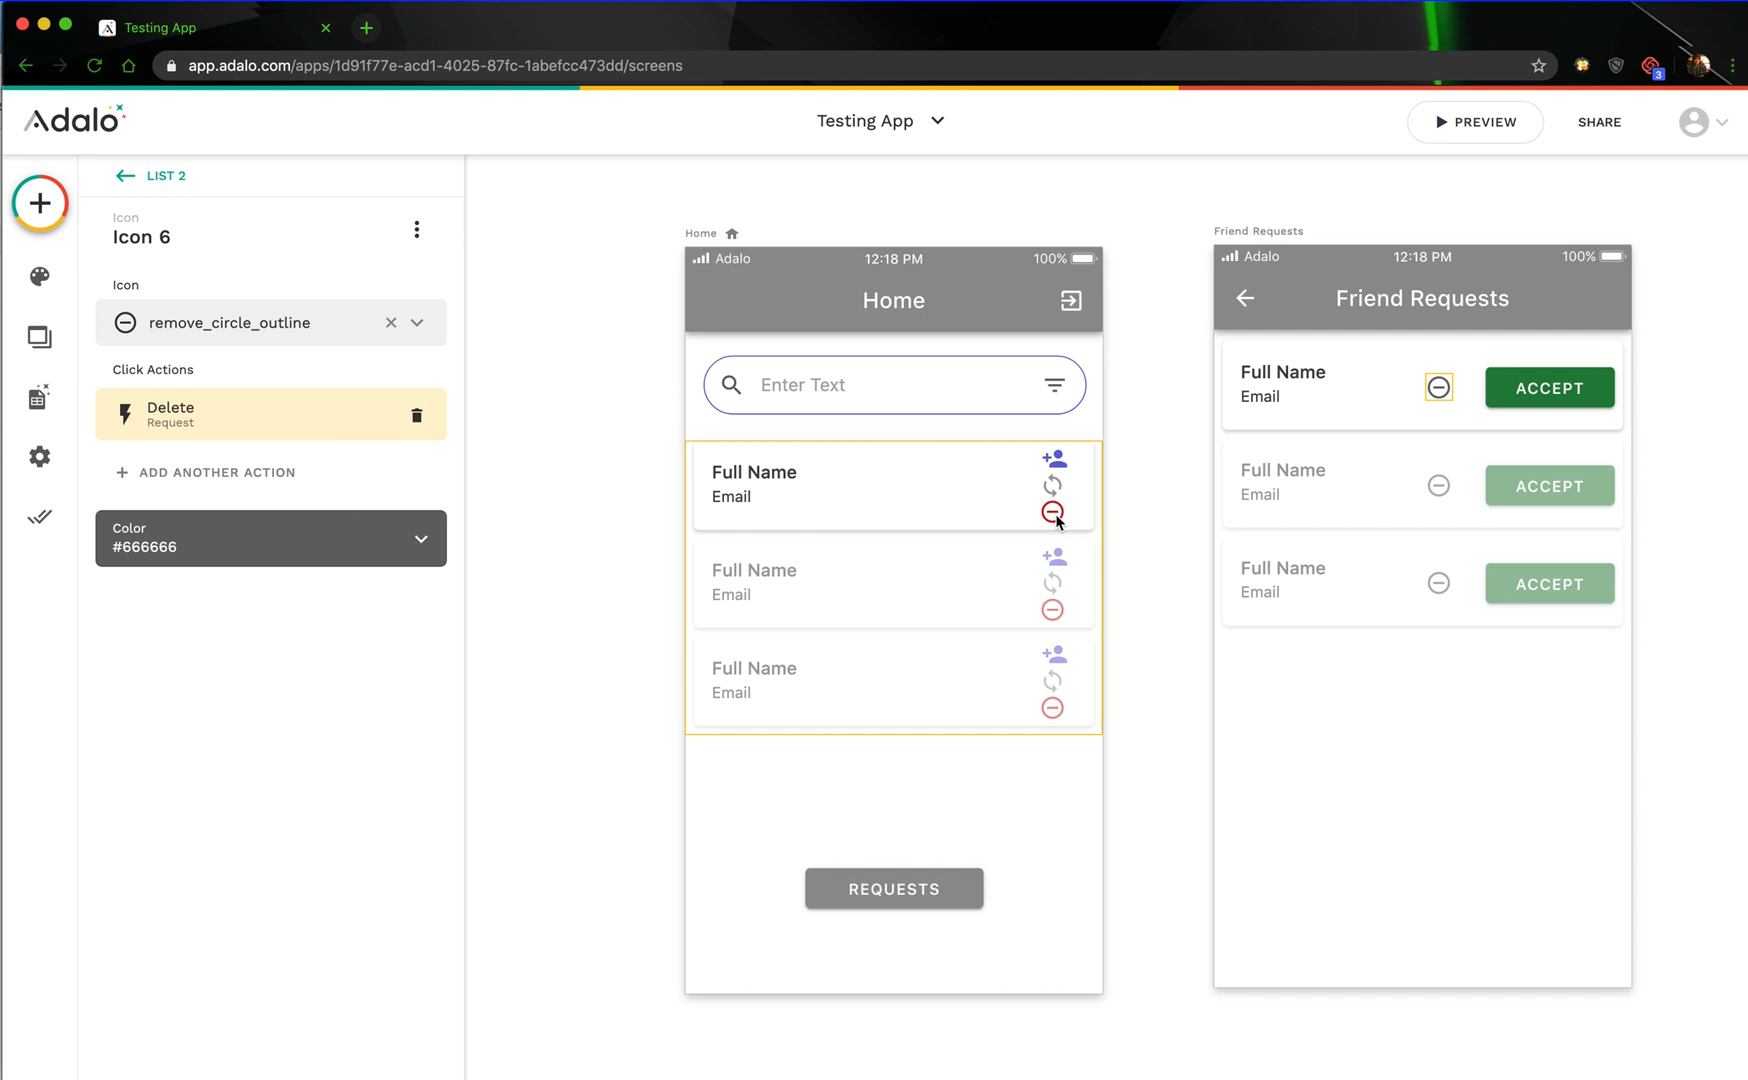 Testing App
app.adalo.com/apps/1d91f77e-acd1-4025-87fc-1abefcc473dd/screens
3
Adalo
Testing App
PREVIEW
SHARE
LIST 2
Icon
Icon 6
Icon
remove_circle_outline
Click Actions
Delete
Request
ADD ANOTHER ACTION
Color
#666666
Home
Adalo 12:18 PM 100%
Home
Enter Text
Full Name
Email
Full Name
Email
Full Name
Email
REQUESTS
Friend Requests
Adalo 12:18 PM 100%
Friend Requests
Full Name
Email
ACCEPT
Full Name
Email
ACCEPT
Full Name
Email
ACCEPT